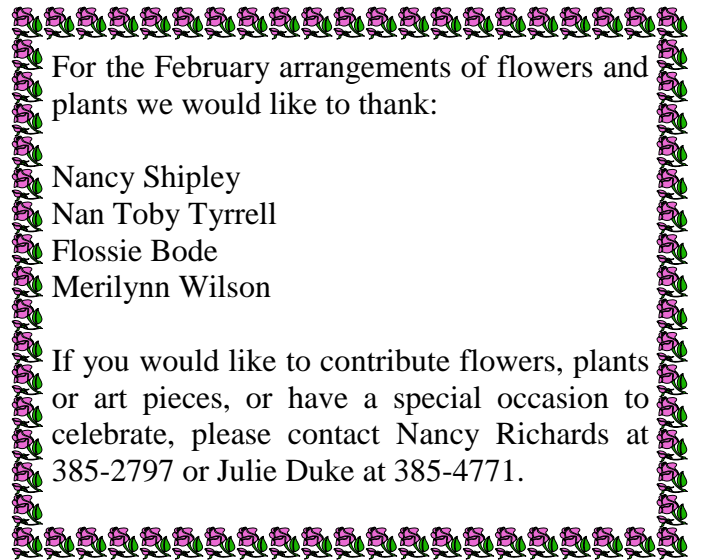 For the February arrangements of flowers and
plants we would like to thank:
Nancy Shipley
Nan Toby Tyrrell
Flossie Bode
Merilynn Wilson
If you would like to contribute flowers, plants
or art pieces, or have a special occasion to
celebrate, please contact Nancy Richards at
385-2797 or Julie Duke at 385-4771.